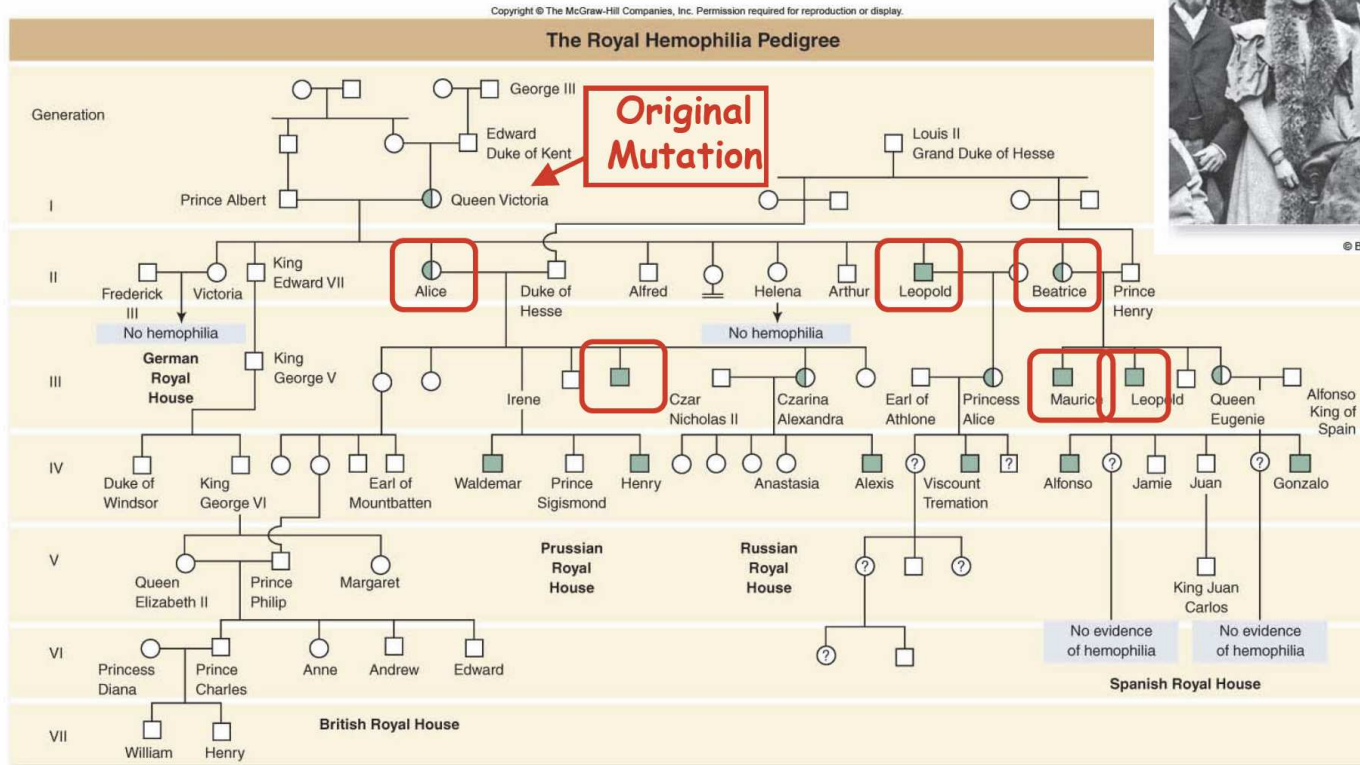 Copyright © The McGraw-Hill Companies, Inc. Permission required for reproduction or display.
The Royal Hemophilia Pedigree
Generation
George III
Edward
Duke of Kent
Original
Mutation
Louis II
Grand Duke of Hesse
I
Prince Albert
Queen Victoria
© B
II
Frederick
III
Victoria
King
Edward VII
Alice
Duke of
Hesse
Alfred
Helena
Arthur
Leopold
Beatrice
Prince
Henry
No hemophilia
No hemophilia
German
Royal
House
III
King
George V
Irene
Czar
Nicholas II
Czarina
Alexandra
Earl of
Athlone
Princess
Alice
Maurice
Leopold
Queen
Eugenie
Alfonso
King of
Spain
IV
Duke of
Windsor
King
George VI
Earl of
Mountbatten
Waldemar
Prince
Sigismond
Henry
Anastasia
Alexis
?
Viscount
Tremation
?
Alfonso
?
Jamie
Juan
?
Gonzalo
V
Queen
Elizabeth II
Prince
Philip
Margaret
Prussian
Royal
House
Russian
Royal
House
?
?
King Juan
Carlos
VI
Princess
Diana
Prince
Charles
Anne
Andrew
Edward
?
No evidence
of hemophilia
No evidence
of hemophilia
Spanish Royal House
VII
William
Henry
British Royal House